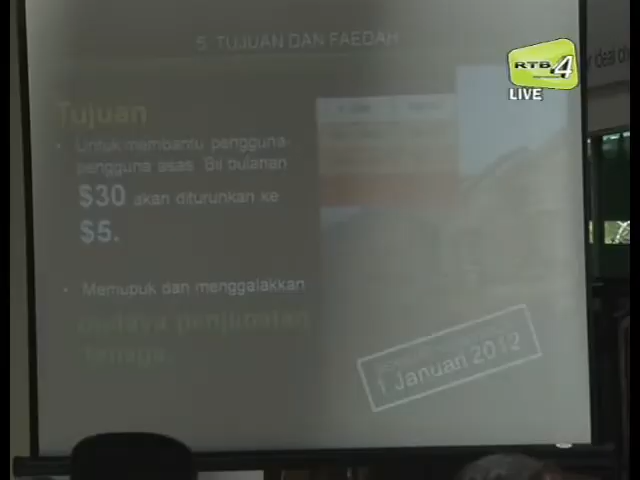 5. TUJUAN DAN FAEDAH
RTB 4
LIVE
Tujuan
• Untuk membantu pengguna-
pengguna asas. Bil bulanan
$30 akan diturunkan ke
$5.
• Memupuk dan menggalakkan
budaya penjimatan
tenaga.
1 Januari 2012